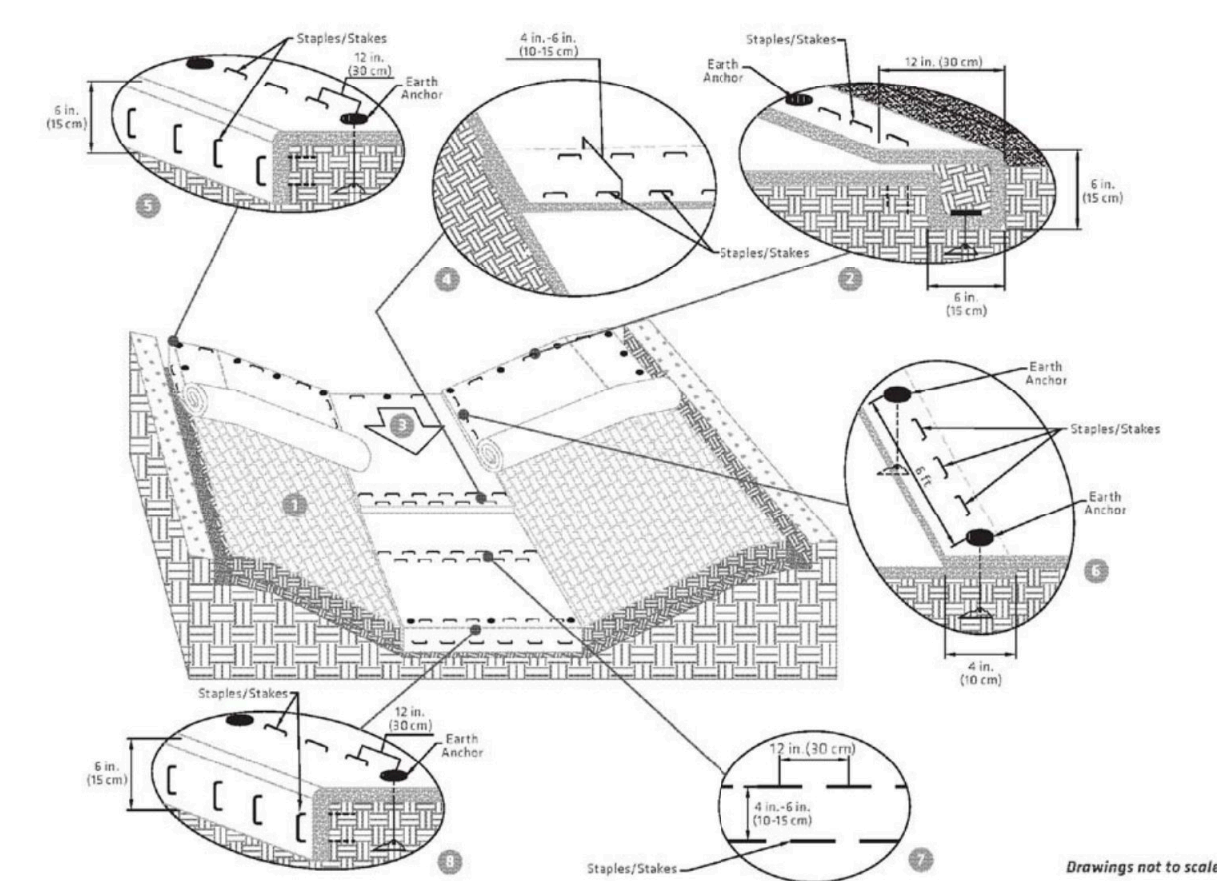 Staples/Stakes
12 in.
(30 cm)
Earth
Anchor
6 in.
(15 cm)
5
4 in.-6 in.
(10-15 cm)
Staples/Stakes
4
Staples/Stakes
Earth
Anchor
12 in. (30 cm)
6 in.
(15 cm)
6 in.
(15 cm)
2
3
1
Earth
Anchor
Staples/Stakes
6 ft
Earth
Anchor
4 in.
(10 cm)
6
Staples/Stakes
12 in.
(30 cm)
Earth
Anchor
6 in.
(15 cm)
8
12 in. (30 cm)
4 in.-6 in.
(10-15 cm)
Staples/Stakes
7
Drawings not to scale